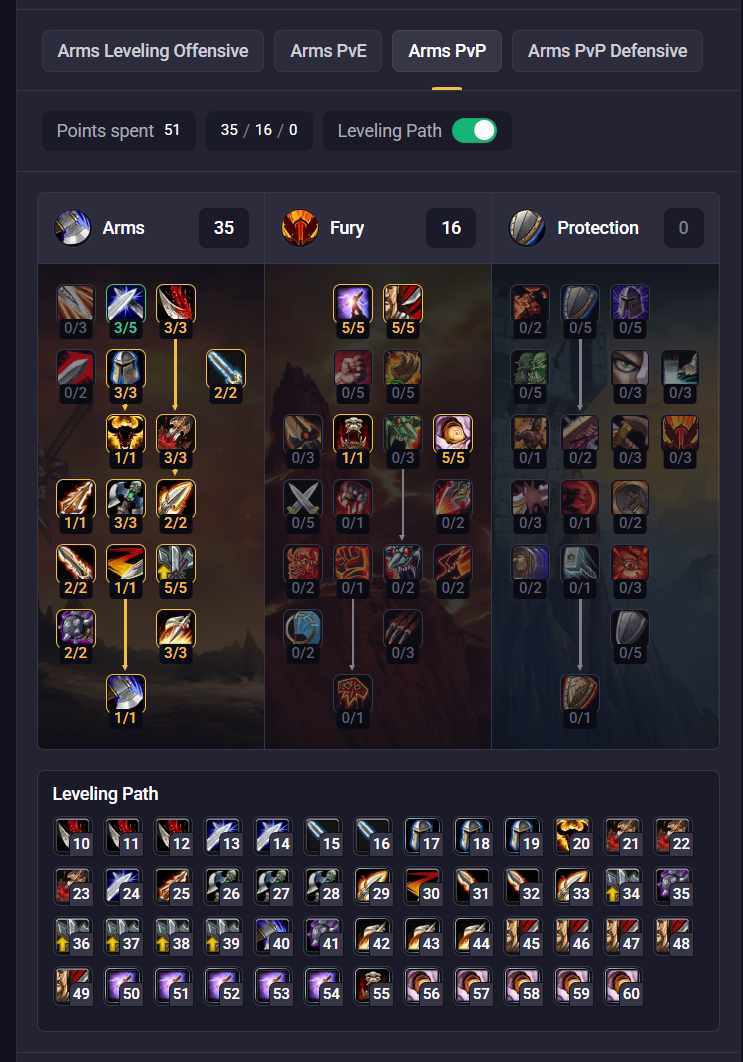 Arms Leveling Offensive Arms PvE Arms PvP Arms PvP Defensive
Points spent 51 35 / 16 / 0 Leveling Path
Arms 35 Fury 16 Protection 0
0/3 3/5 3/3 5/5 5/5 0/2 0/5 0/5
0/2 3/3 2/2 0/5 0/5 0/5 0/3 0/3
1/1 3/3 0/3 1/1 0/3 5/5 0/1 0/2 0/3 0/3
1/1 3/3 2/2 0/5 0/1 0/2 0/3 0/1 0/2
2/2 1/1 5/5 0/2 0/1 0/2 0/2 0/2 0/1 0/3
2/2 3/3 0/2 0/3 0/5
1/1 0/1 0/1
Leveling Path
10 11 12 13 14 15 16 17 18 19 20 21 22
23 24 25 26 27 28 29 30 31 32 33 34 35
36 37 38 39 40 41 42 43 44 45 46 47 48
49 50 51 52 53 54 55 56 57 58 59 60